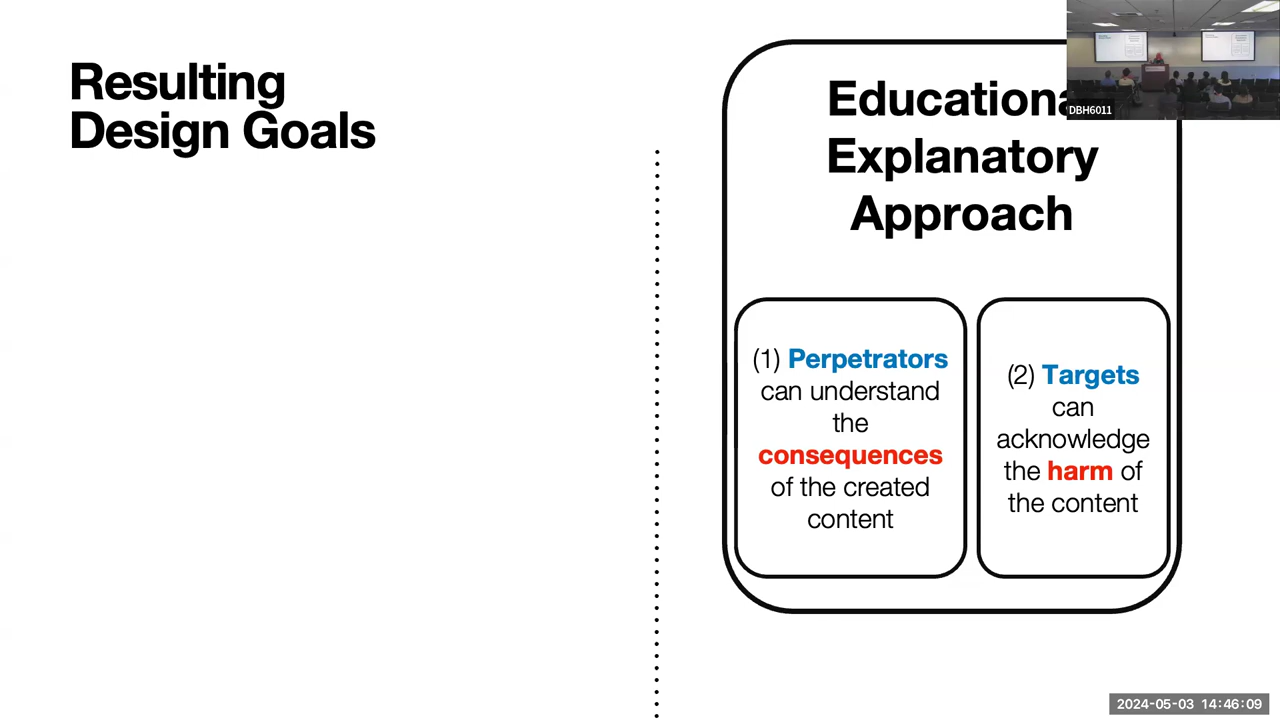 Resulting
Design Goals
Explanatory
Approach
(1) Perpetrators
can understand
the
consequences
of the created
content
(2) Targets
can
acknowledge
the harm of
the content
DBH6011
2024-05-03 14:46:09